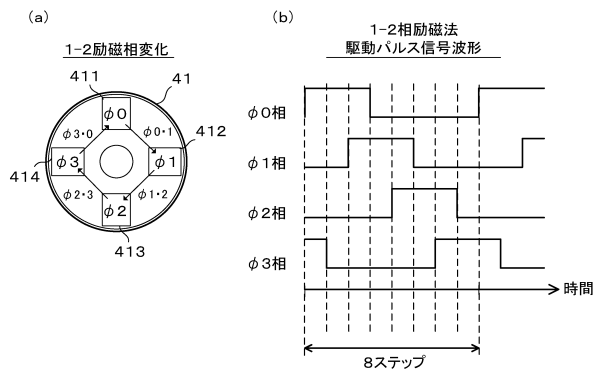 (a)
1-2励磁相変化
411
41
φ0
φ3・0
φ0・1
412
φ3
φ1
414
φ2・3
φ1・2
φ2
413
(b)
1-2相励磁法
駆動パルス信号波形
φ0相
φ1相
φ2相
φ3相
時間
8ステップ